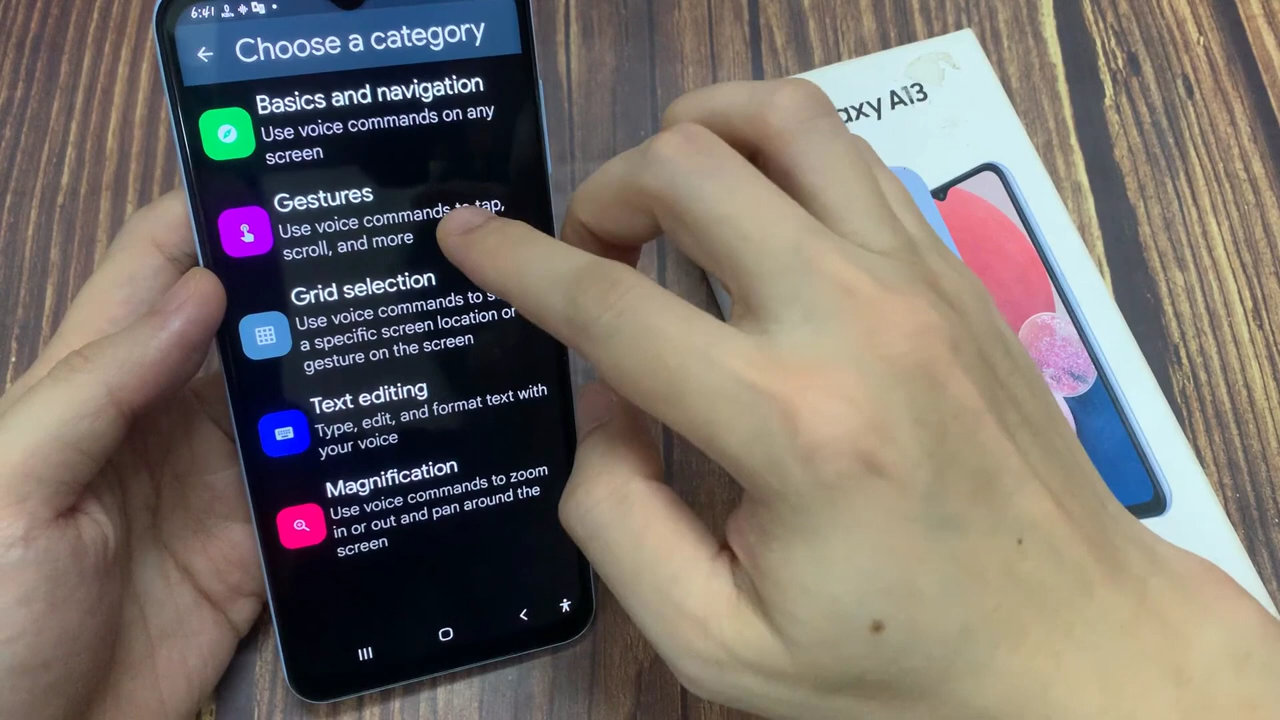 6:41
Choose a category
Basics and navigation
Use voice commands on any
screen
Gestures
Use voice commands to tap,
scroll, and more
Grid selection
Use voice commands to
a specific screen location or
gesture on the screen
Text editing
Type, edit, and format text with
your voice
Magnification
Use voice commands to zoom
in or out and pan around the
screen
axy A13